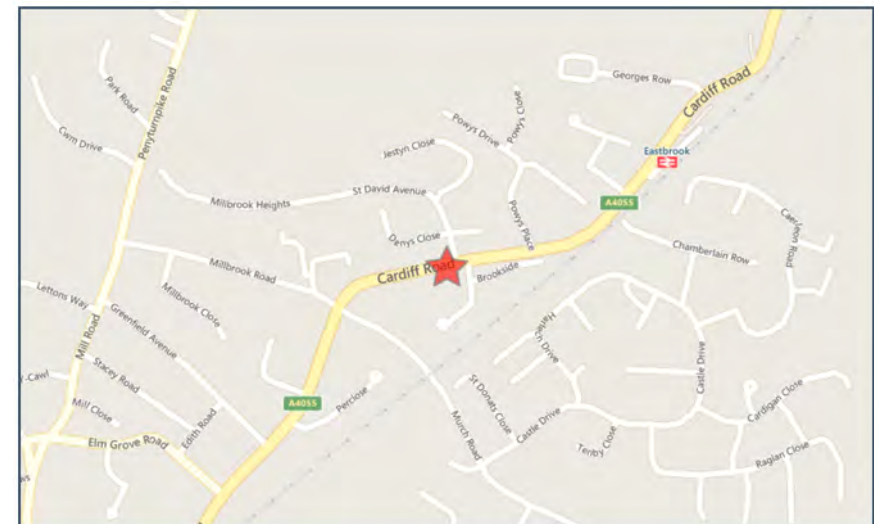 Georges Row
Cardiff Road
Park Road
Penyturnpike Road
Cwm Drive
Powys Close
Powys Drive
Jestyn Close
Eastbrook
St David Avenue
Millbrook Heights
A4055
Powys Place
Caerleon Road
Denys Close
Chamberlain Row
Millbrook Road
Cardiff Road
Brookside
Lettons Way
Millbrook Close
Greenfield Avenue
Harlech Drive
Mill Road
Castle Drive
Stacey Road
r-Cawl
St Donats Close
Cardigan Close
A4055
Perclose
Mill Close
Edith Road
Murch Road
Castle Drive
Tenby Close
Elm Grove Road
Raglan Close
ws